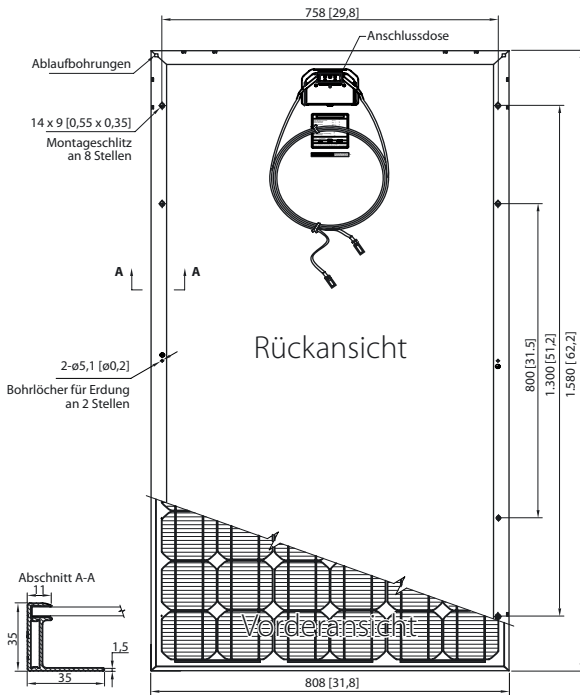 758 [29,8]
Anschlussdose
Ablaufbohrungen
14 x 9 [0,55 x 0,35]
Montageschlitz
an 8 Stellen
A
A
Rückansicht
2-ø5,1 [ø0,2]
Bohrlöcher für Erdung
an 2 Stellen
800 [31.5]
1.300 [51,2]
1.580 [62,2]
Abschnitt A-A
11
35
1,5
35
Vorderansicht
808 [31,8]